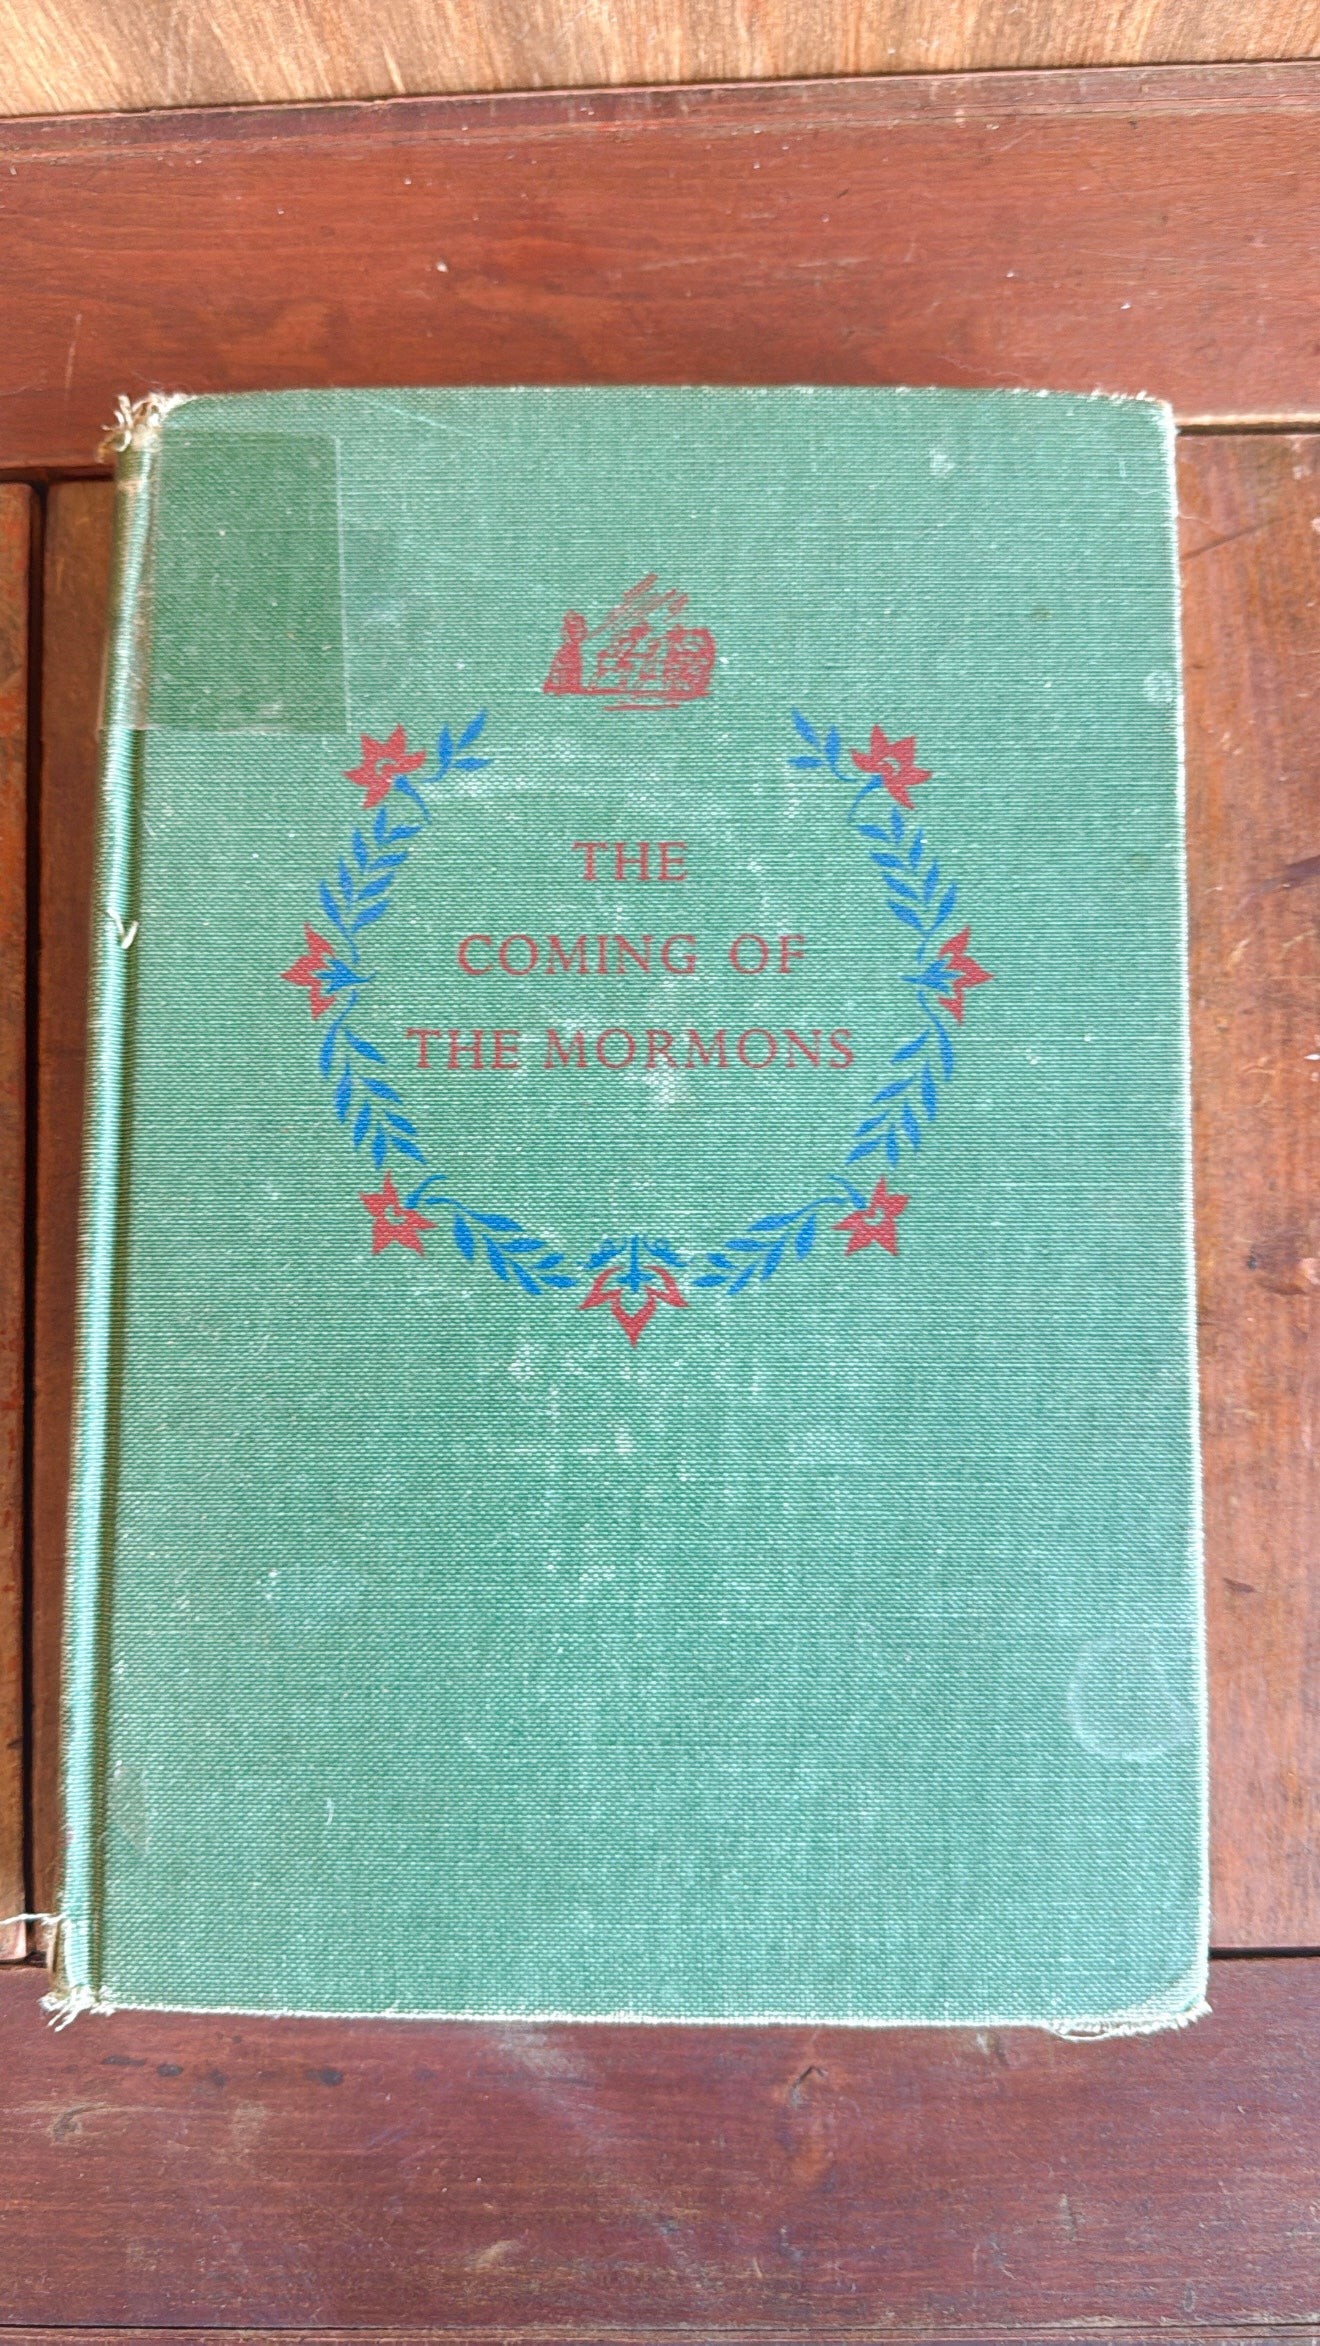 THE
COMING OF
THE MORMONS